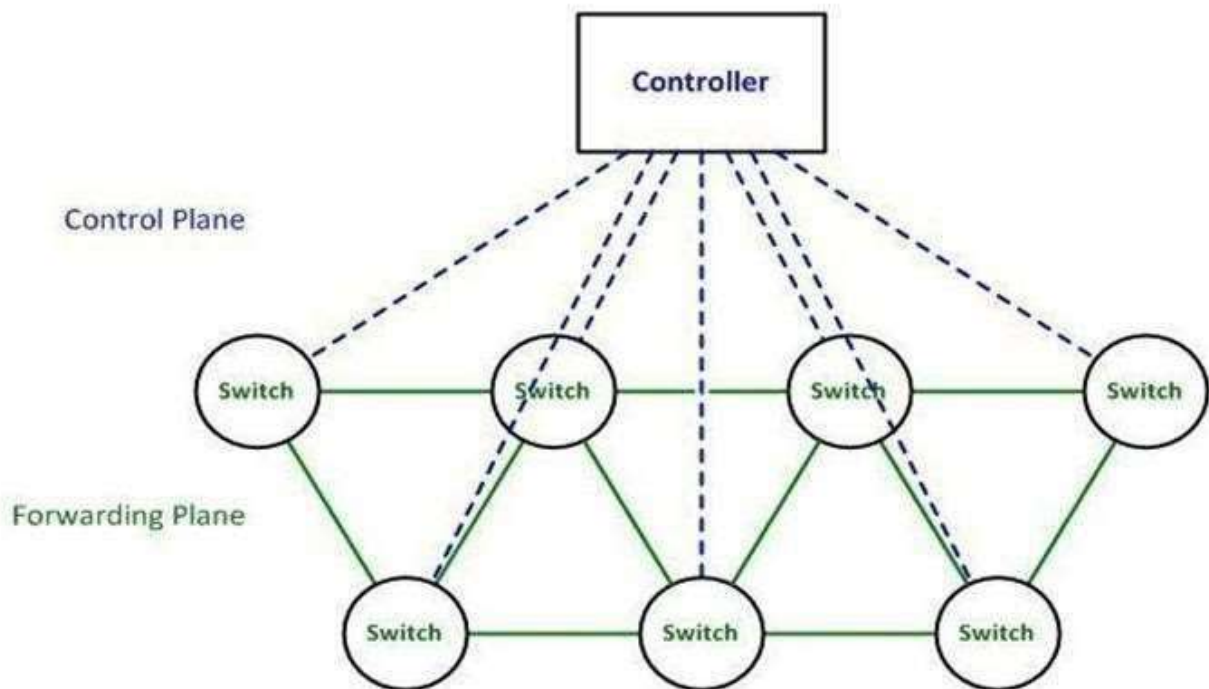 Controller
Control Plane
Switch
Switch
Switch
Switch
Forwarding Plane
Switch
Switch
Switch